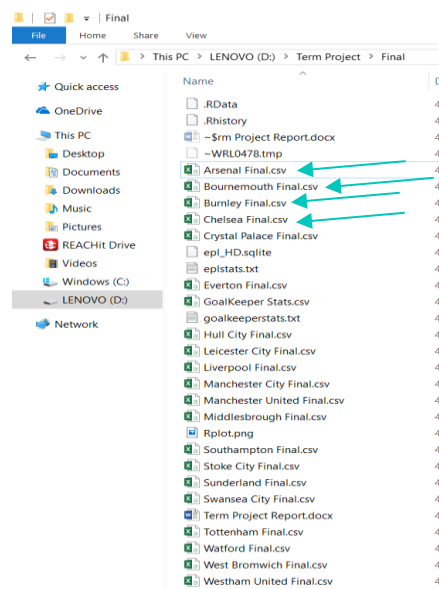 Final
File Home Share View
This PC > LENOVO (D:) > Term Project > Final
Quick access
OneDrive
This PC
Desktop
Documents
Downloads
Music
Pictures
REACHit Drive
Videos
Windows (C:)
LENOVO (D:)
Network
Name
.RData
.Rhistory
~$rm Project Report.docx
~WRL0478.tmp
Arsenal Final.csv
Bournemouth Final.csv
Burnley Final.csv
Chelsea Final.csv
Crystal Palace Final.csv
epl_HD.sqlite
eplstats.txt
Everton Final.csv
GoalKeeper Stats.csv
goalkeeperstats.txt
Hull City Final.csv
Leicester City Final.csv
Liverpool Final.csv
Manchester City Final.csv
Manchester United Final.csv
Middlesbrough Final.csv
Rplot.png
Southampton Final.csv
Stoke City Final.csv
Sunderland Final.csv
Swansea City Final.csv
Term Project Report.docx
Tottenham Final.csv
Watford Final.csv
West Bromwich Final.csv
Westham United Final.csv